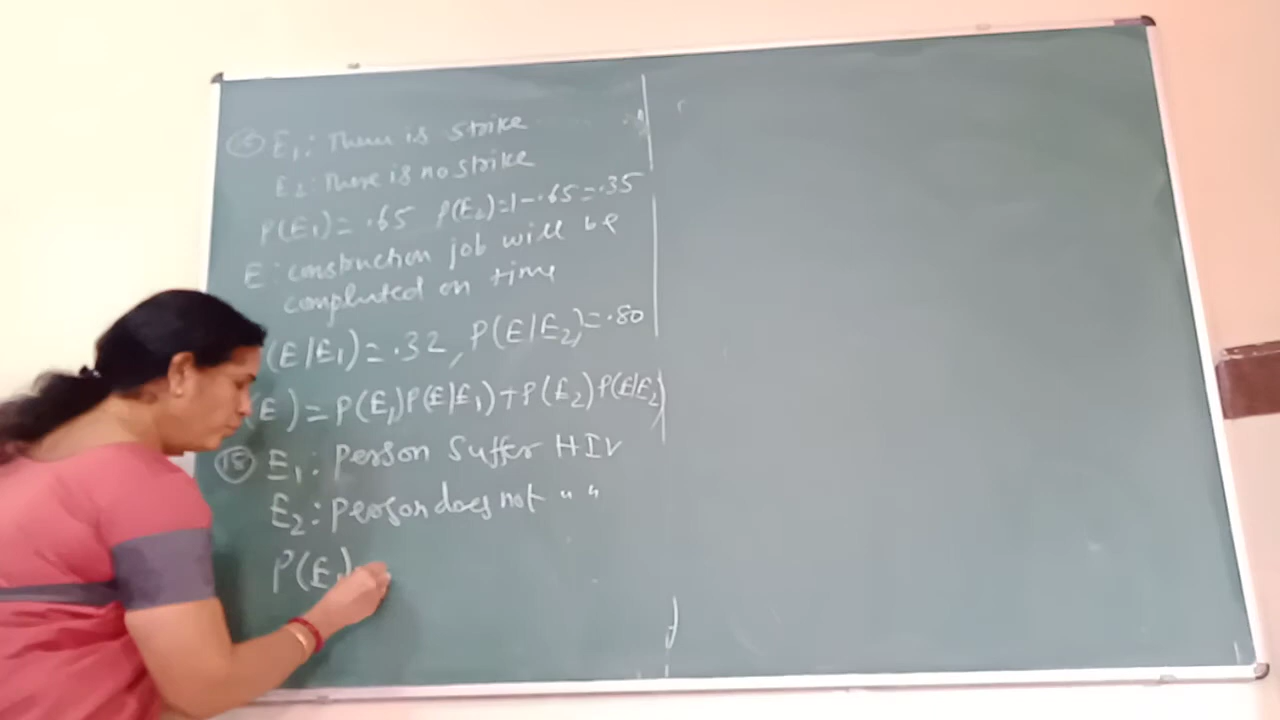 E₁: There is strike
E₂: There is no strike
P(E₁) = .65 P(E₂) = 1 - .65 = .35
E: construction job will be
completed on time
(E/E₁) = .32, P(E/E₂) = .80
(E) = P(E₁)P(E/E₁) + P(E₂)P(E/E₂)
E₁: Person Suffer HIV
E₂: person does not " "
P(E₁)